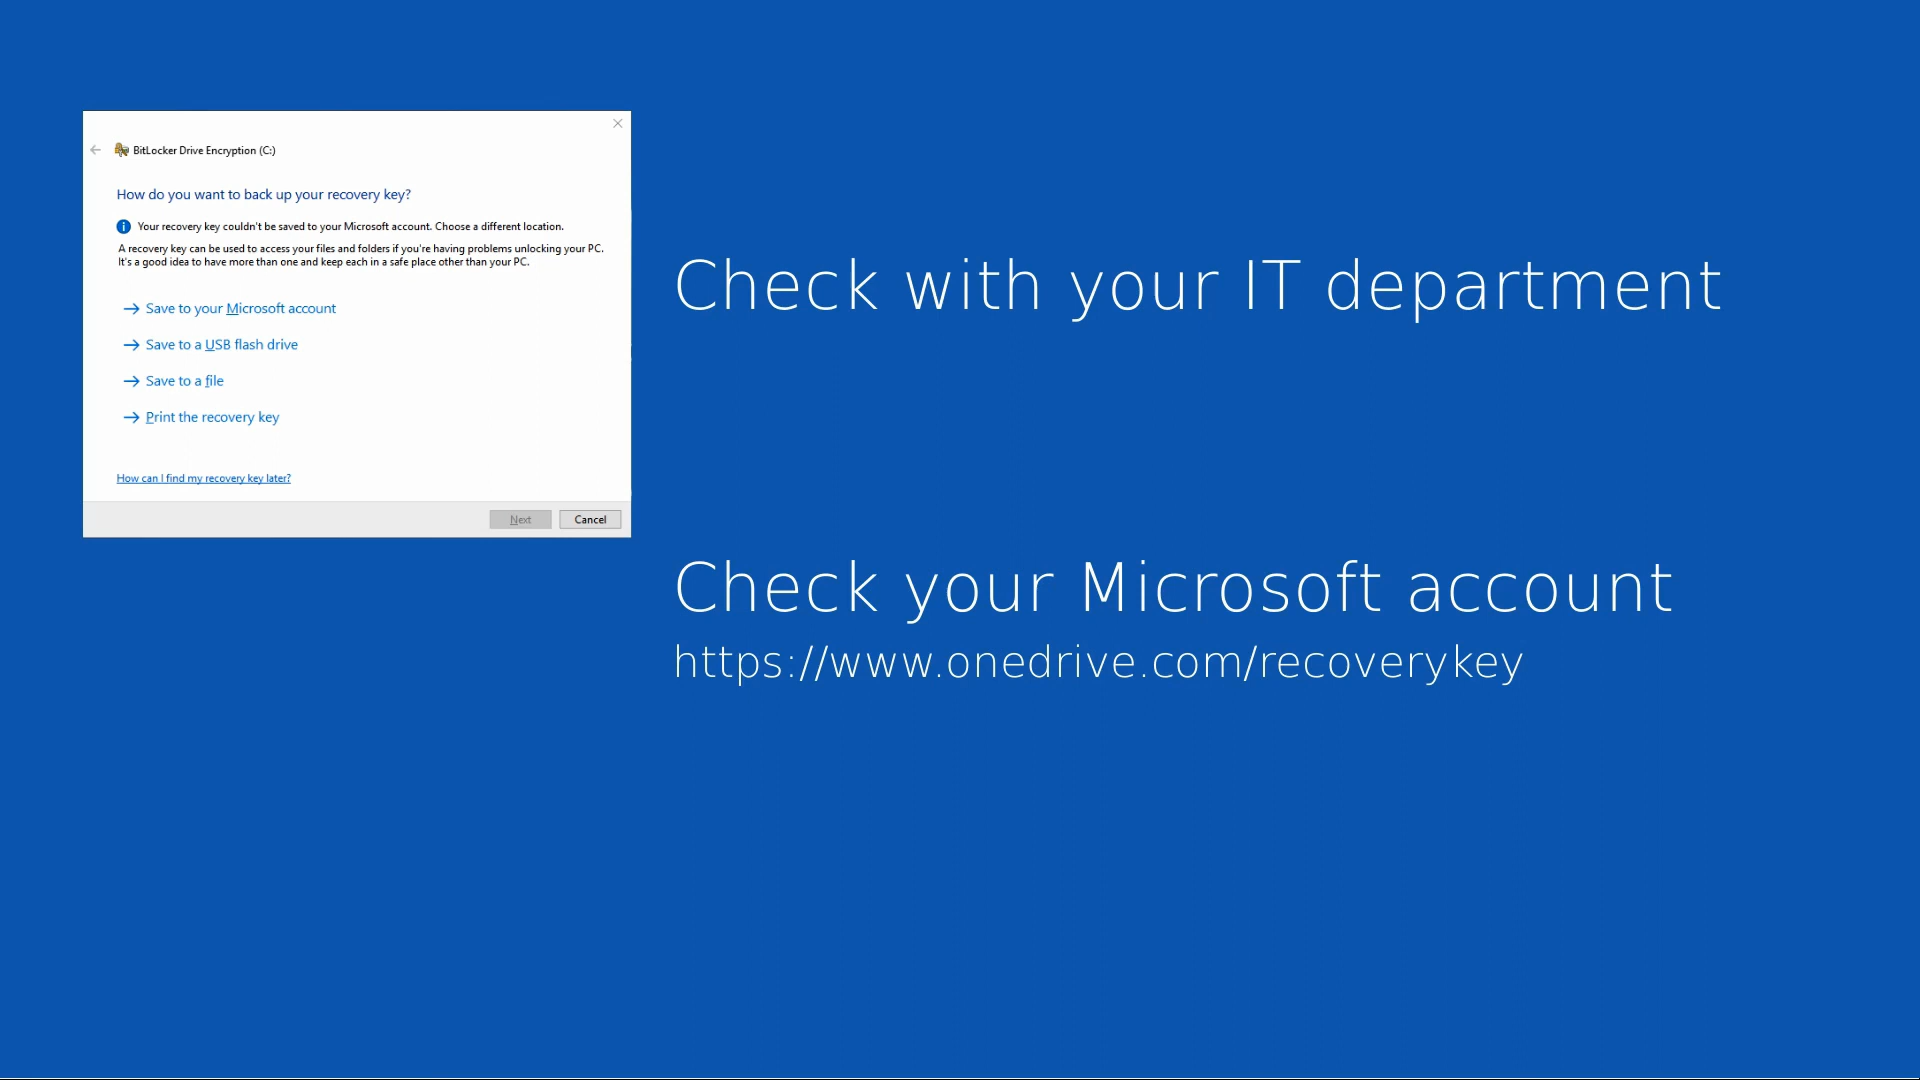 BitLocker Drive Encryption (C:)
How do you want to back up your recovery key?
Your recovery key couldn't be saved to your Microsoft account. Choose a different location.
A recovery key can be used to access your files and folders if you're having problems unlocking your PC.
It's a good idea to have more than one and keep each in a safe place other than your PC.
Save to your Microsoft account
Save to a USB flash drive
Save to a file
Print the recovery key
How can I find my recovery key later?
Next
Cancel
Check with your IT department
Check your Microsoft account
https://www.onedrive.com/recoverykey